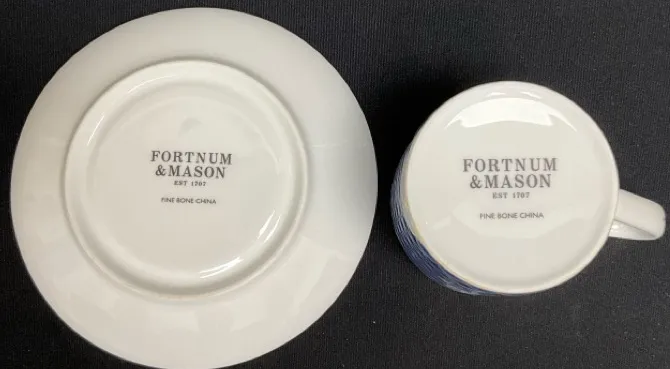 FORTNUM
&MASON
EST 1707
FINE BONE CHINA
FORTNUM
&MASON
EST 1707
FINE BONE CHINA